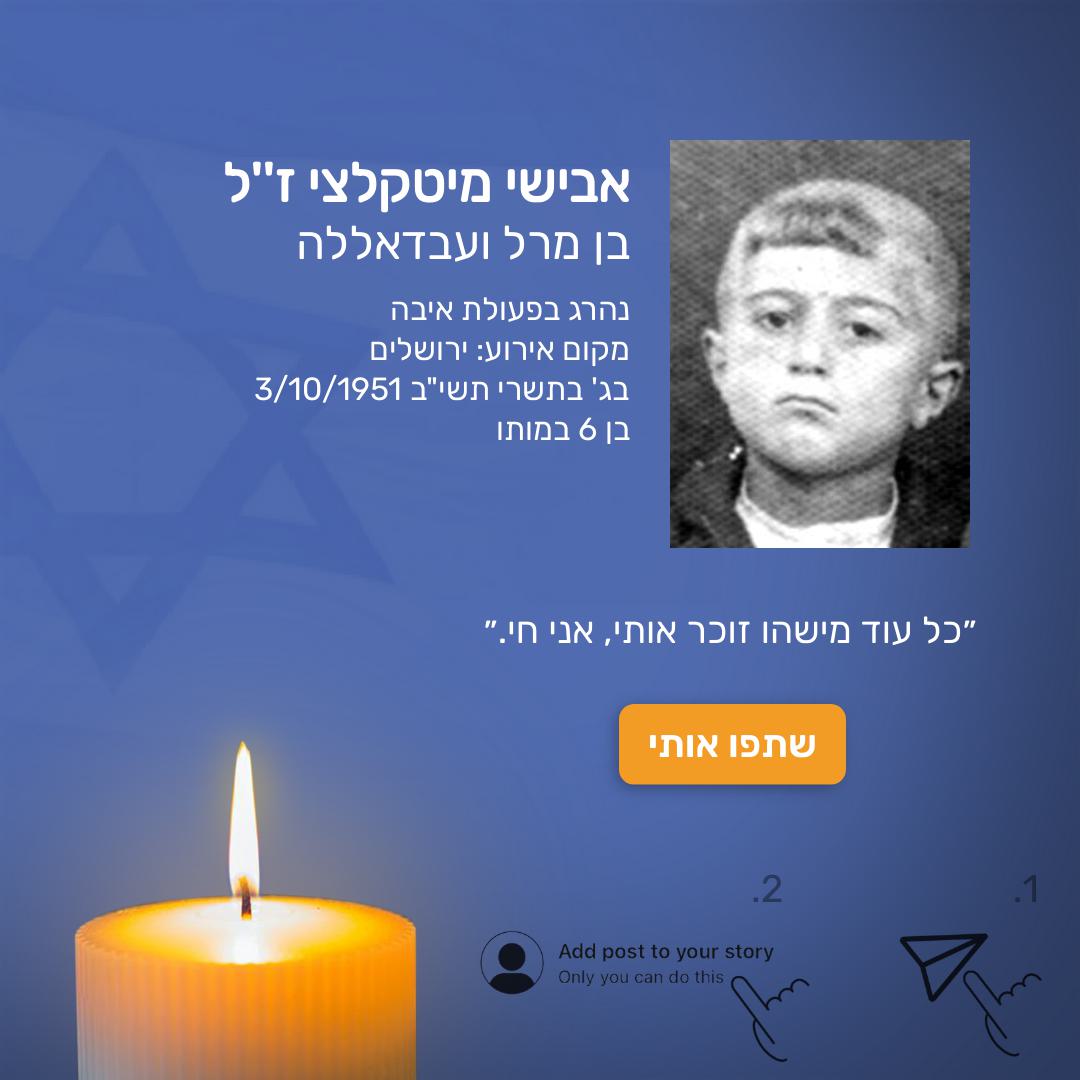 אבישי מיטקלצי ז"ל
בן מרל ועבדאללה
נהרג בפעולת איבה
מקום אירוע: ירושלים
בג' בתשרי תשי"ב 3/10/1951
בן 6 במותו
״כל עוד מישהו זוכר אותי, אני חי.״
שתפו אותי
.1
.2
Add post to your story
Only you can do this